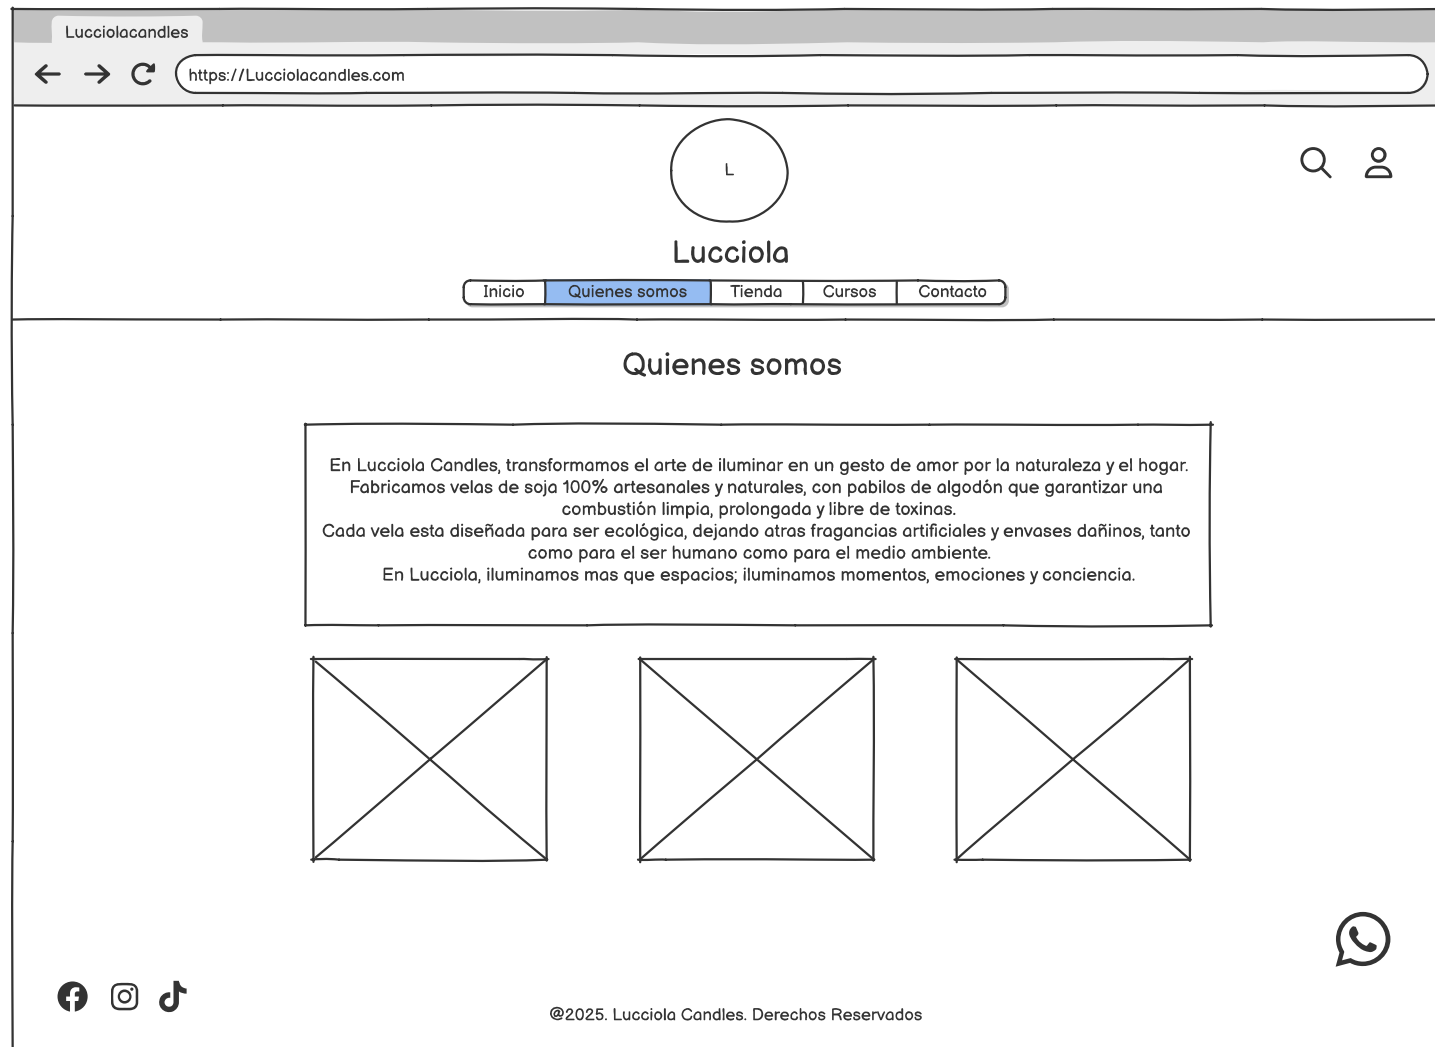 Lucciolacandles
https://Lucciolacandles.com
L
Lucciola
Inicio
Quienes somos
Tienda
Cursos
Contacto
Quienes somos
En Lucciola Candles, transformamos el arte de iluminar en un gesto de amor por la naturaleza y el hogar.
Fabricamos velas de soja 100% artesanales y naturales, con pabilos de algodón que garantizar una
combustión limpia, prolongada y libre de toxinas.
Cada vela esta diseñada para ser ecológica, dejando atras fragancias artificiales y envases dañinos, tanto
como para el ser humano como para el medio ambiente.
En Lucciola, iluminamos mas que espacios; iluminamos momentos, emociones y conciencia.
@2025. Lucciola Candles. Derechos Reservados